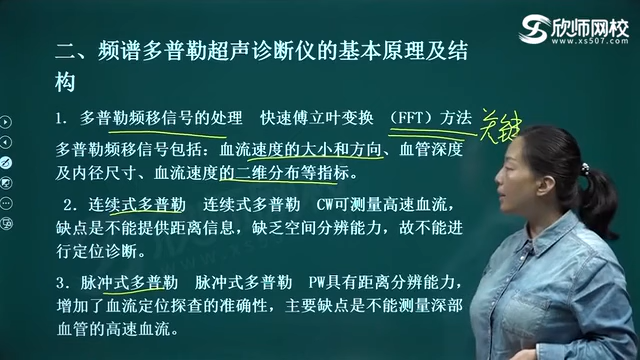 欣师网校
www.xs507.com
二、频谱多普勒超声诊断仪的基本原理及结
构
1. 多普勒频移信号的处理 快速傅立叶变换 （FFT）方法
关键
多普勒频移信号包括：血流速度的大小和方向、血管深度
及内径尺寸、血流速度的二维分布等指标。
2. 连续式多普勒 连续式多普勒 CW可测量高速血流，
缺点是不能提供距离信息，缺乏空间分辨能力，故不能进
行定位诊断。
3. 脉冲式多普勒 脉冲式多普勒 PW具有距离分辨能力，
增加了血流定位探查的准确性，主要缺点是不能测量深部
血管的高速血流。